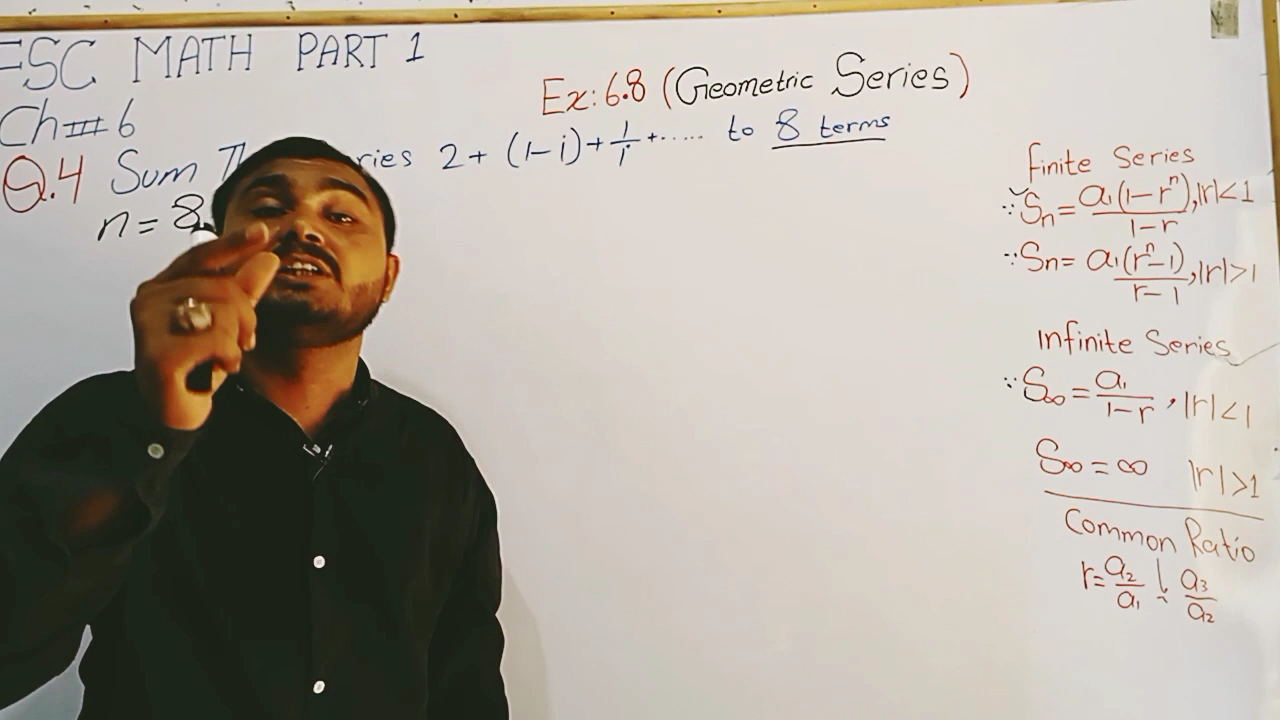 FSC MATH PART 1
Ch # 6
Ex: 6.8 (Geometric Series)
Q.4 Sum ries 2 + (1-i) + 1/i + ..... to 8 terms
n = 8
finite Series
∵ Sₙ = a₁(1-rⁿ)/1-r, |r|<1
∵ Sₙ = a₁(rⁿ-1)/r-1, |r|>1
Infinite Series
∵ S∞ = a₁/1-r, |r|<1
S∞ = ∞ |r|>1
Common Ratio
r = a₂/a₁ ¦ a₃/a₂